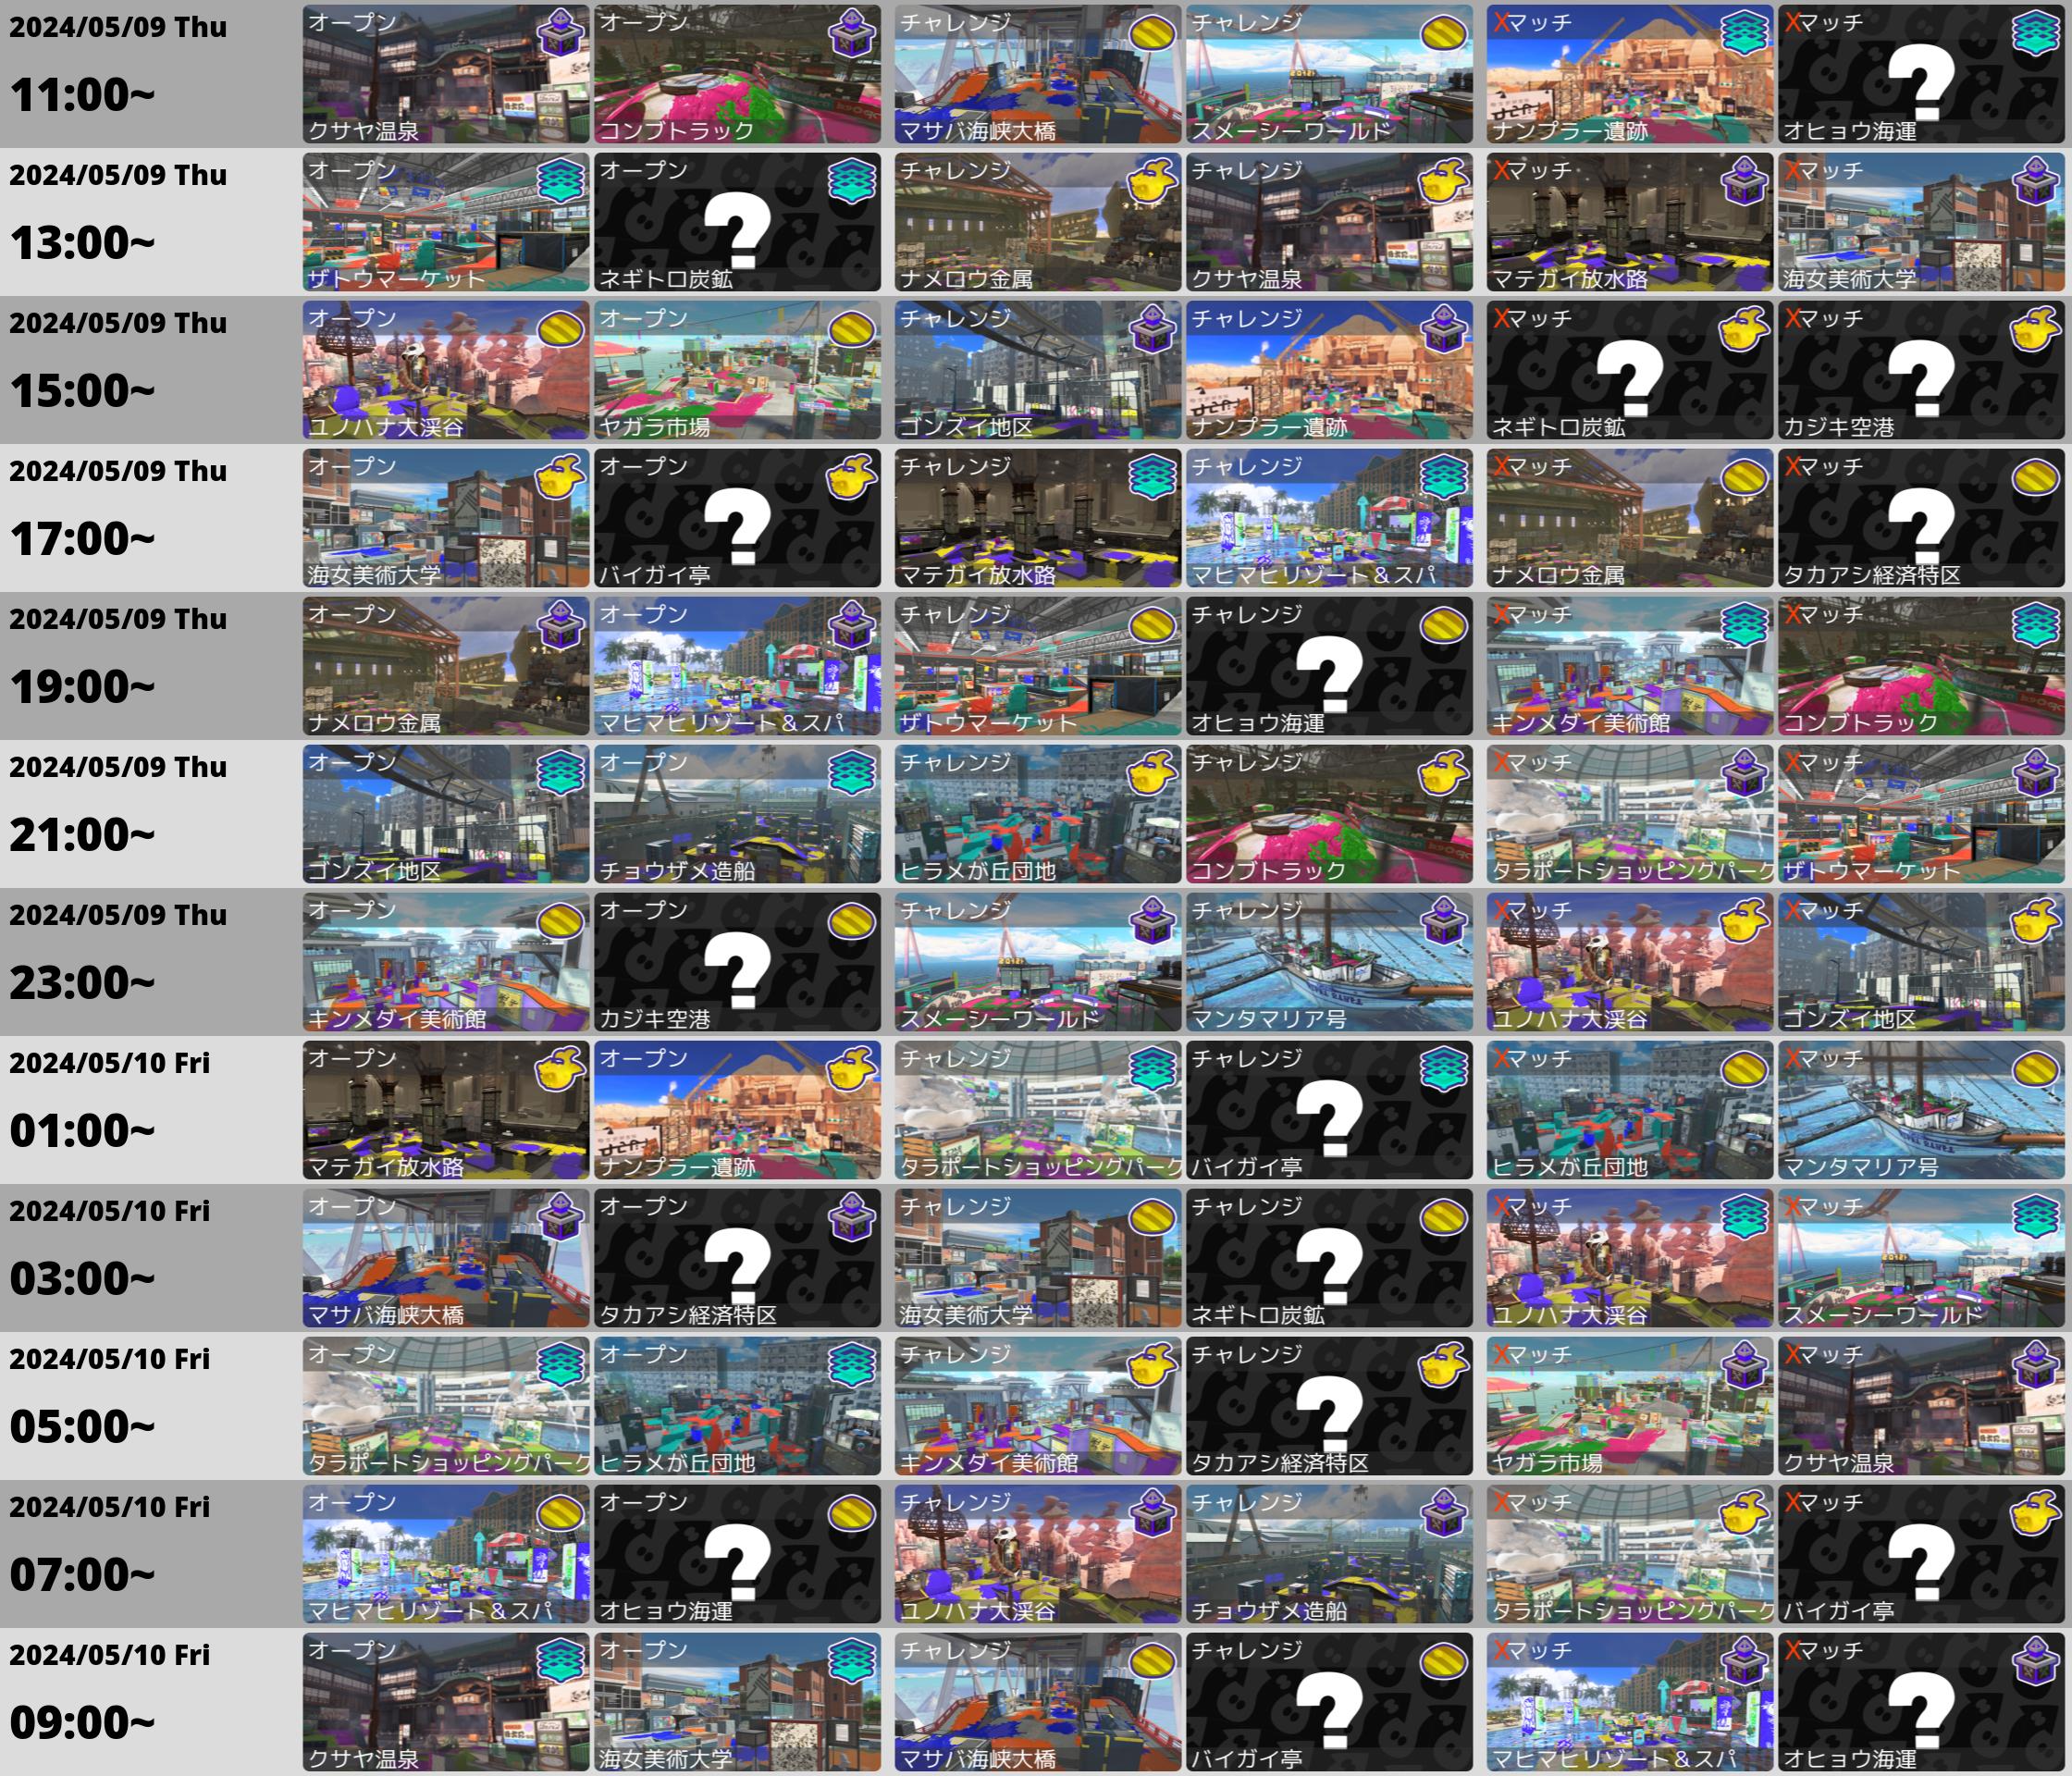 2024/05/09 Thu
11:00~
オープン
クサヤ温泉
オープン
コンブトラック
チャレンジ
マサバ海峡大橋
チャレンジ
スメーシーワールド
Xマッチ
ナンプラー遺跡
Xマッチ
?
オヒョウ海運
2024/05/09 Thu
13:00~
オープン
ザトウマーケット
オープン
?
ネギトロ炭鉱
チャレンジ
ナメロウ金属
チャレンジ
クサヤ温泉
Xマッチ
マテガイ放水路
Xマッチ
海女美術大学
2024/05/09 Thu
15:00~
オープン
ユノハナ大渓谷
オープン
ヤガラ市場
チャレンジ
ゴンズイ地区
チャレンジ
ナンプラー遺跡
Xマッチ
?
ネギトロ炭鉱
Xマッチ
?
カジキ空港
2024/05/09 Thu
17:00~
オープン
海女美術大学
オープン
?
バイガイ亭
チャレンジ
マテガイ放水路
チャレンジ
マヒマヒリゾート&スパ
Xマッチ
ナメロウ金属
Xマッチ
?
タカアシ経済特区
2024/05/09 Thu
19:00~
オープン
ナメロウ金属
オープン
マヒマヒリゾート&スパ
チャレンジ
ザトウマーケット
チャレンジ
?
オヒョウ海運
Xマッチ
キンメダイ美術館
Xマッチ
コンブトラック
2024/05/09 Thu
21:00~
オープン
ゴンズイ地区
オープン
チョウザメ造船
チャレンジ
ヒラメが丘団地
チャレンジ
コンブトラック
Xマッチ
タラポートショッピングパーク
Xマッチ
ザトウマーケット
2024/05/09 Thu
23:00~
オープン
キンメダイ美術館
オープン
?
カジキ空港
チャレンジ
スメーシーワールド
チャレンジ
マンタマリア号
Xマッチ
ユノハナ大渓谷
Xマッチ
ゴンズイ地区
2024/05/10 Fri
01:00~
オープン
マテガイ放水路
オープン
ナンプラー遺跡
チャレンジ
タラポートショッピングパーク
チャレンジ
?
バイガイ亭
Xマッチ
ヒラメが丘団地
Xマッチ
マンタマリア号
2024/05/10 Fri
03:00~
オープン
マサバ海峡大橋
オープン
?
タカアシ経済特区
チャレンジ
海女美術大学
チャレンジ
?
ネギトロ炭鉱
Xマッチ
ユノハナ大渓谷
Xマッチ
スメーシーワールド
2024/05/10 Fri
05:00~
オープン
タラポートショッピングパーク
オープン
ヒラメが丘団地
チャレンジ
キンメダイ美術館
チャレンジ
?
タカアシ経済特区
Xマッチ
ヤガラ市場
Xマッチ
クサヤ温泉
2024/05/10 Fri
07:00~
オープン
マヒマヒリゾート&スパ
オープン
?
オヒョウ海運
チャレンジ
ユノハナ大渓谷
チャレンジ
チョウザメ造船
Xマッチ
タラポートショッピングパーク
Xマッチ
?
バイガイ亭
2024/05/10 Fri
09:00~
オープン
クサヤ温泉
オープン
海女美術大学
チャレンジ
マサバ海峡大橋
チャレンジ
?
バイガイ亭
Xマッチ
マヒマヒリゾート&スパ
Xマッチ
?
オヒョウ海運